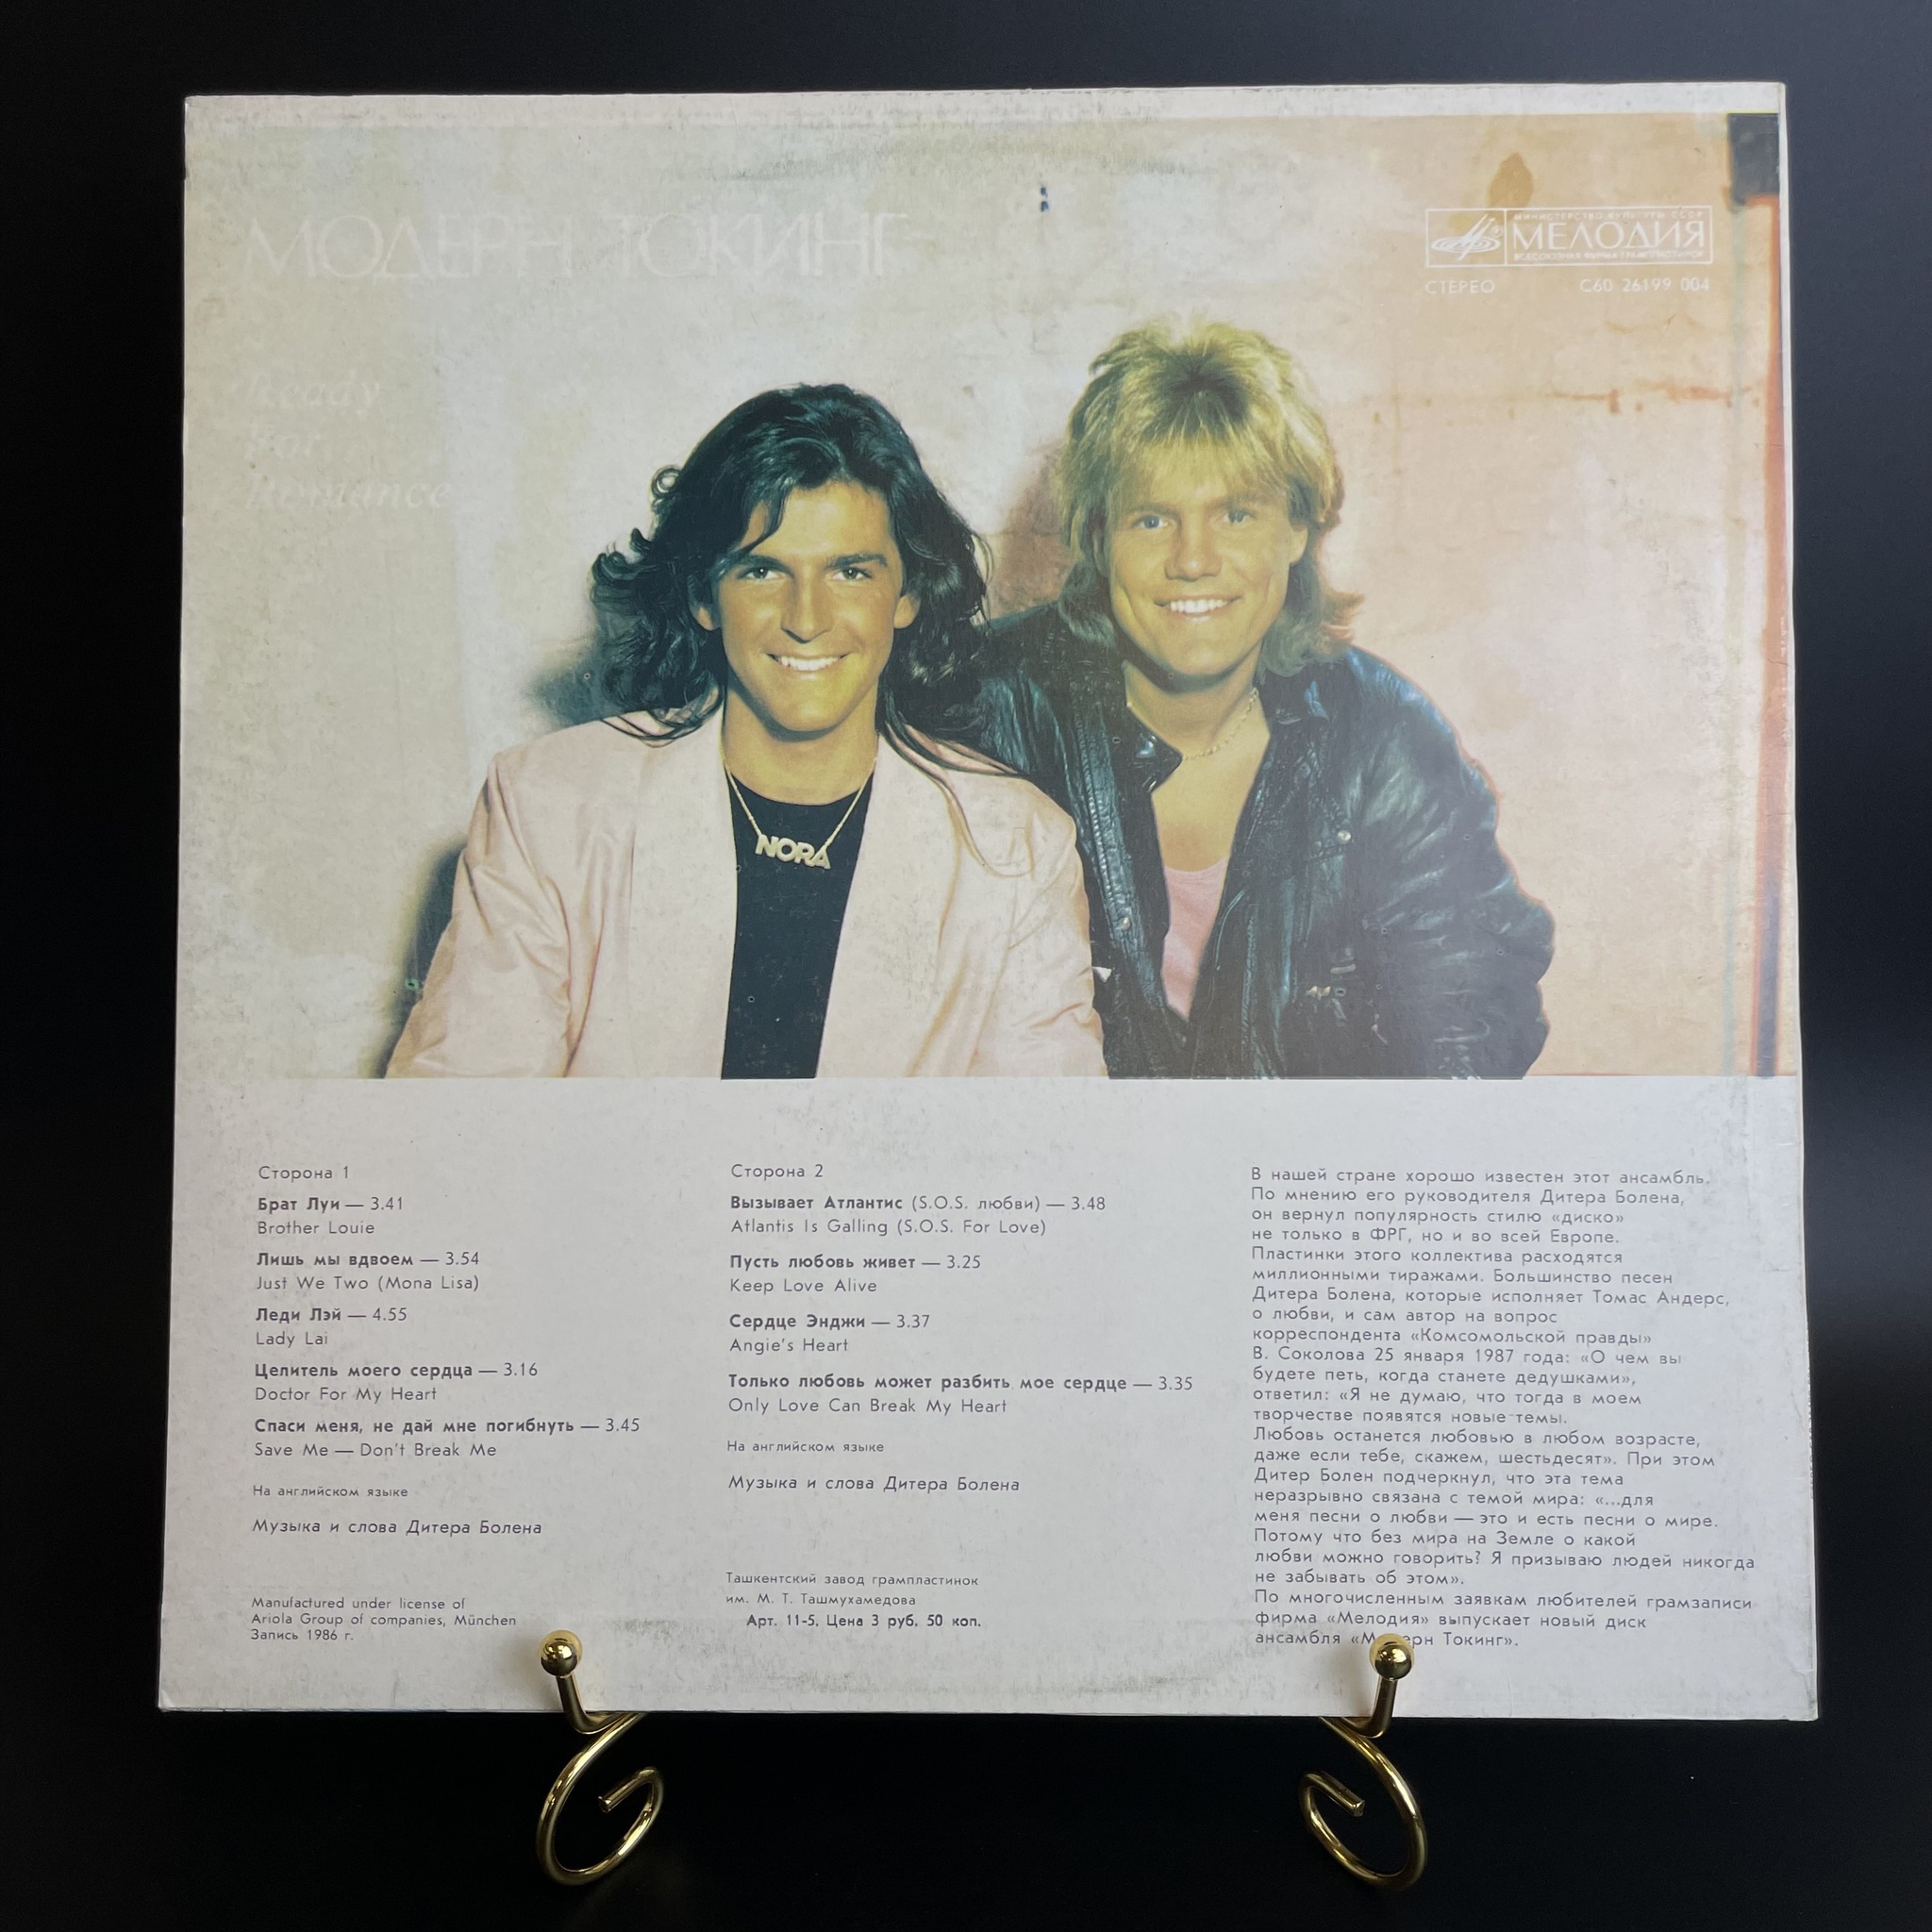 МОДЕРН ТОКИНГ
МИНИСТЕРСТВО КУЛЬТУРЫ СССР
МЕЛОДИЯ
ВСЕСОЮЗНАЯ ФИРМА ГРАМПЛАСТИНОК
СТЕРЕО С60 26199 004
Ready
For
Romance
NORA
Сторона 1
Брат Луи — 3.41
Brother Louie
Лишь мы вдвоем — 3.54
Just We Two (Mona Lisa)
Леди Лэй — 4.55
Lady Lai
Целитель моего сердца — 3.16
Doctor For My Heart
Спаси меня, не дай мне погибнуть — 3.45
Save Me — Don't Break Me
На английском языке
Музыка и слова Дитера Болена
Manufactured under license of
Ariola Group of companies, München
Запись 1986 г.
Сторона 2
Вызывает Атлантис (S.O.S. любви) — 3.48
Atlantis Is Galling (S.O.S. For Love)
Пусть любовь живет — 3.25
Keep Love Alive
Сердце Энджи — 3.37
Angie's Heart
Только любовь может разбить мое сердце — 3.35
Only Love Can Break My Heart
На английском языке
Музыка и слова Дитера Болена
Ташкентский завод грампластинок
им. М. Т. Ташмухамедова
Арт. 11-5. Цена 3 руб. 50 коп.
В нашей стране хорошо известен этот ансамбль.
По мнению его руководителя Дитера Болена,
он вернул популярность стилю «диско»
не только в ФРГ, но и во всей Европе.
Пластинки этого коллектива расходятся
миллионными тиражами. Большинство песен
Дитера Болена, которые исполняет Томас Андерс,
о любви, и сам автор на вопрос
корреспондента «Комсомольской правды»
В. Соколова 25 января 1987 года: «О чем вы
будете петь, когда станете дедушками»,
ответил: «Я не думаю, что тогда в моем
творчестве появятся новые темы.
Любовь останется любовью в любом возрасте,
даже если тебе, скажем, шестьдесят». При этом
Дитер Болен подчеркнул, что эта тема
неразрывно связана с темой мира: «...для
меня песни о любви — это и есть песни о мире.
Потому что без мира на Земле о какой
любви можно говорить? Я призываю людей никогда
не забывать об этом».
По многочисленным заявкам любителей грамзаписи
фирма «Мелодия» выпускает новый диск
ансамбля «Модерн Токинг».